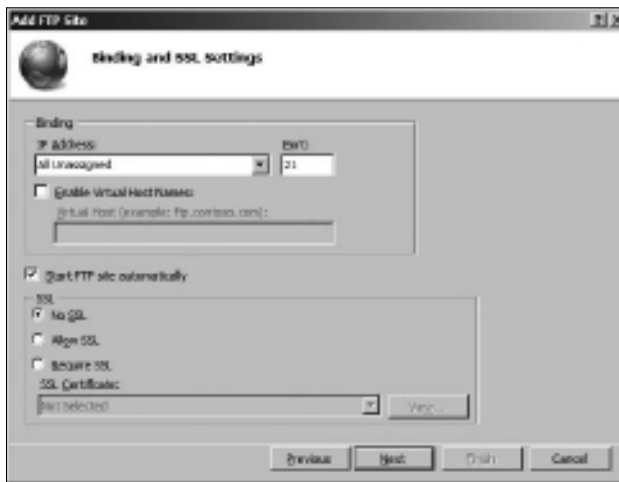 Add FTP Site
Binding and SSL Settings
Binding
IP Address:
Port:
All Unassigned
21
Enable Virtual Host Names:
Virtual Host (example: ftp.contoso.com):
Start FTP site automatically
SSL
No SSL
Allow SSL
Require SSL
SSL Certificate:
Not Selected
View...
Previous
Next
Finish
Cancel